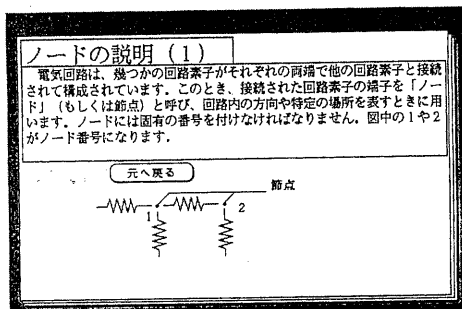 ノードの説明（1）
電気回路は、幾つかの回路素子がそれぞれの両端で他の回路素子と接続
されて構成されています。このとき、接続された回路素子の端子を「ノー
ド」（もしくは節点）と呼び、回路内の方向や特定の場所を表すときに用
います。ノードには固有の番号を付けなければなりません。図中の1や2
がノード番号になります。
元へ戻る
節点
1
2